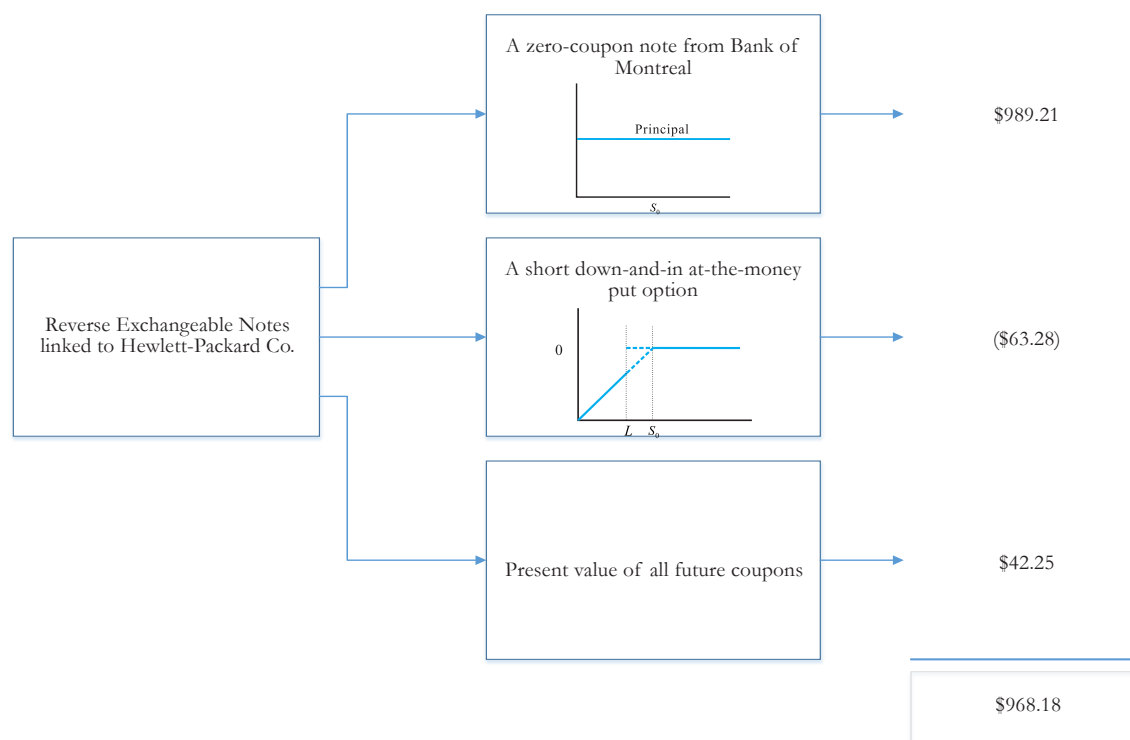 A zero-coupon note from Bank of
Montreal
Principal
S₀
$989.21
Reverse Exchangeable Notes
linked to Hewlett-Packard Co.
A short down-and-in at-the-money
put option
0
L S₀
($63.28)
Present value of all future coupons
$42.25
$968.18